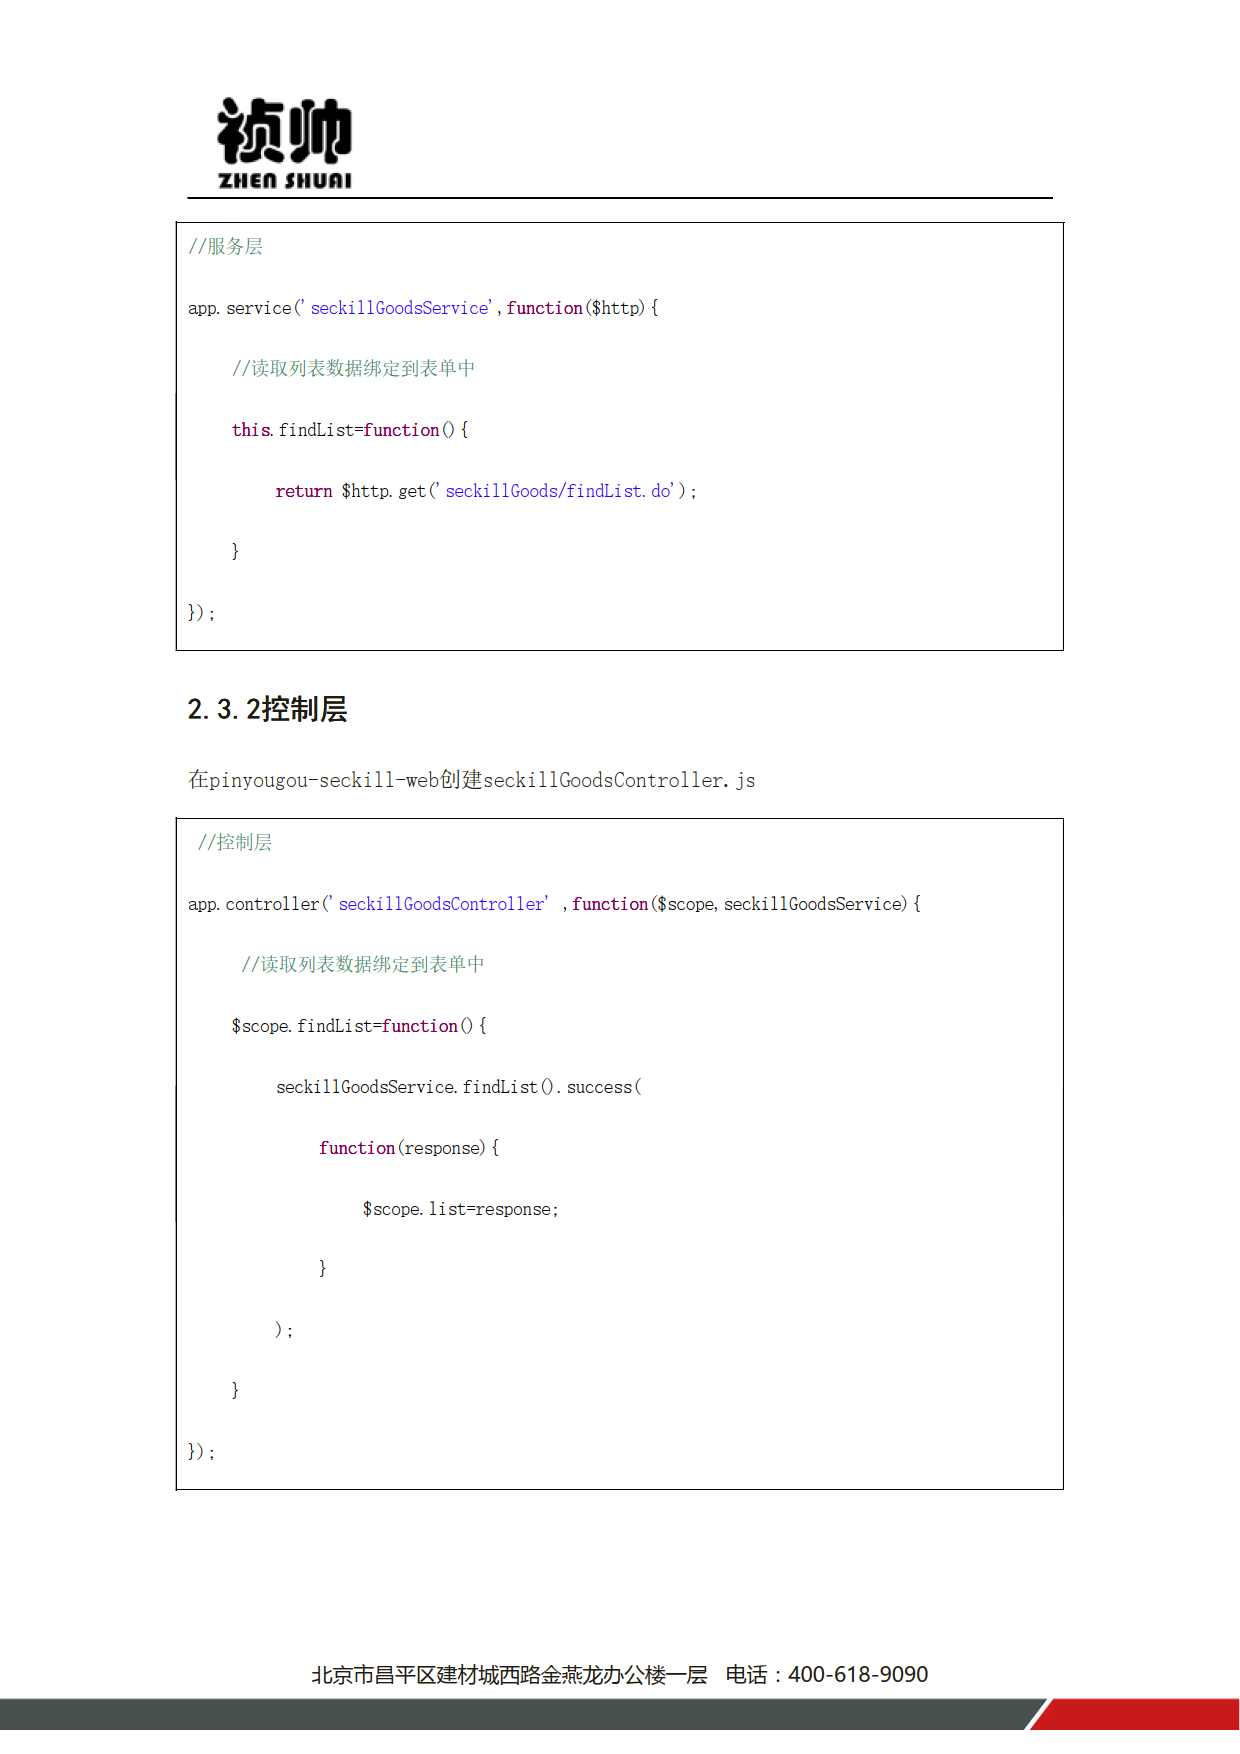 祯帅
ZHEN SHUAI
//服务层
app.service('seckillGoodsService',function($http){
    //读取列表数据绑定到表单中
    this.findList=function(){
        return $http.get('seckillGoods/findList.do');
    }
});
2.3.2控制层
在pinyougou-seckill-web创建seckillGoodsController.js
 //控制层
app.controller('seckillGoodsController' ,function($scope,seckillGoodsService){
     //读取列表数据绑定到表单中
    $scope.findList=function(){
        seckillGoodsService.findList().success(
            function(response){
                $scope.list=response;
            }
        );
    }
});
北京市昌平区建材城西路金燕龙办公楼一层 电话：400-618-9090